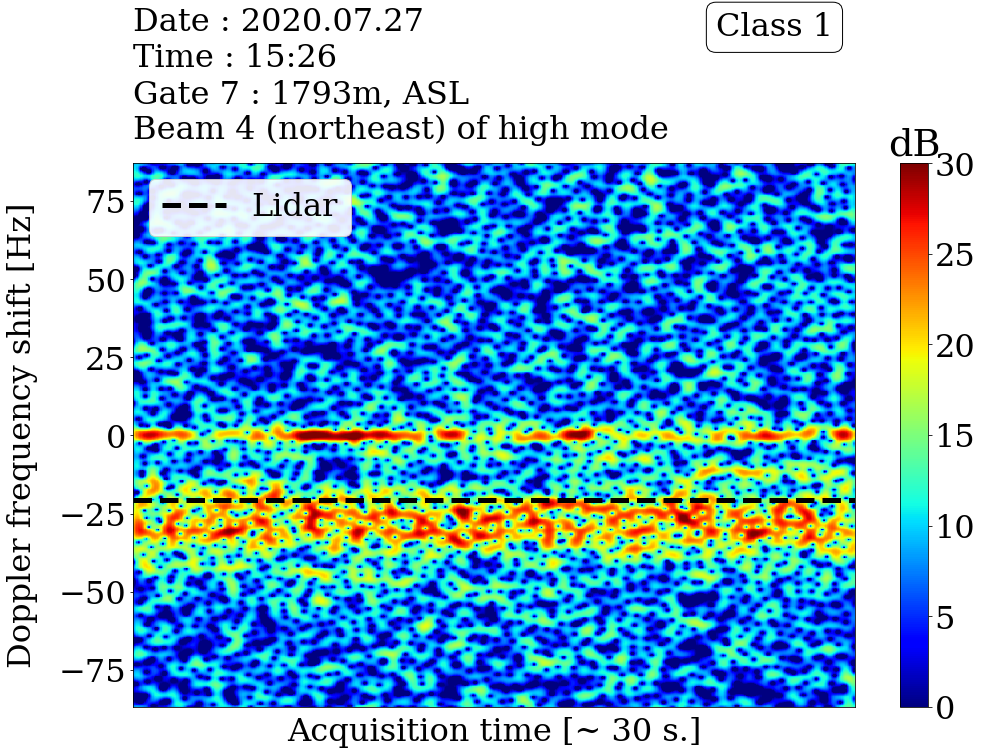 Date : 2020.07.27
Class 1
Time : 15:26
Gate 7 : 1793m, ASL
Beam 4 (northeast) of high mode
dB
Lidar
Doppler frequency shift [Hz]
75
50
25
0
−25
−50
−75
30
25
20
15
10
5
0
Acquisition time [~ 30 s.]